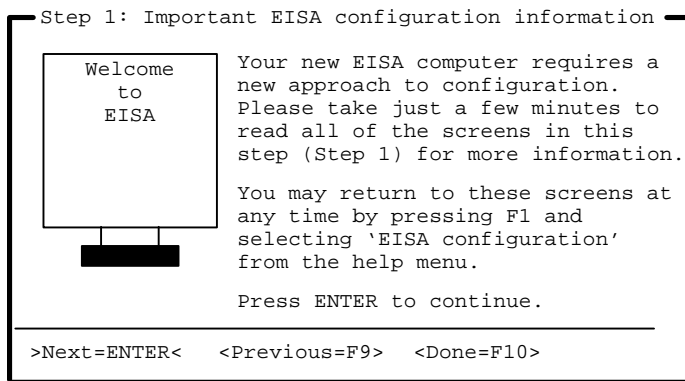 Step 1: Important EISA configuration information
Welcome
to
EISA
Your new EISA computer requires a
new approach to configuration.
Please take just a few minutes to
read all of the screens in this
step (Step 1) for more information.
You may return to these screens at
any time by pressing F1 and
selecting ‘EISA configuration’
from the help menu.
Press ENTER to continue.
>Next=ENTER< <Previous=F9> <Done=F10>